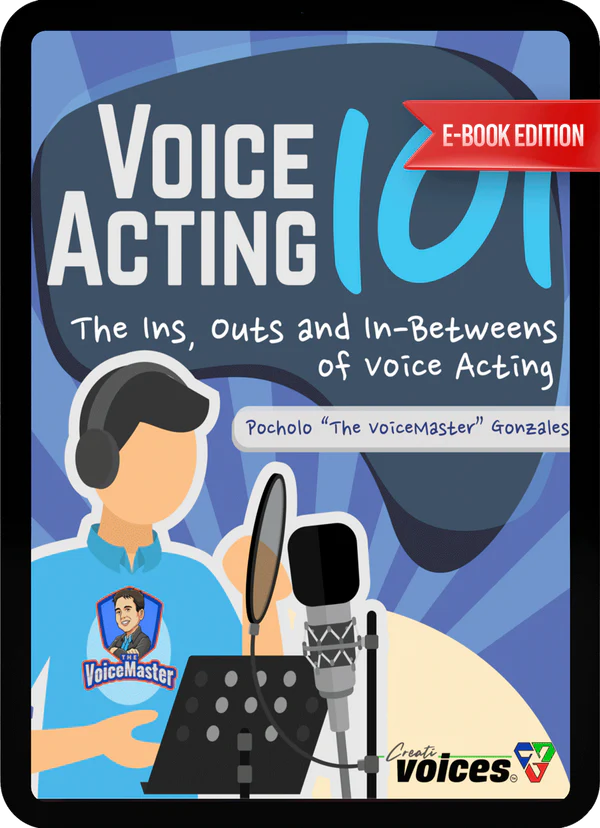 VOICE
ACTING
101
E-BOOK EDITION
The Ins, Outs and In-Betweens
of Voice Acting
Pocholo "The VoiceMaster" Gonzales
THE
VoiceMaster
Creati
voices